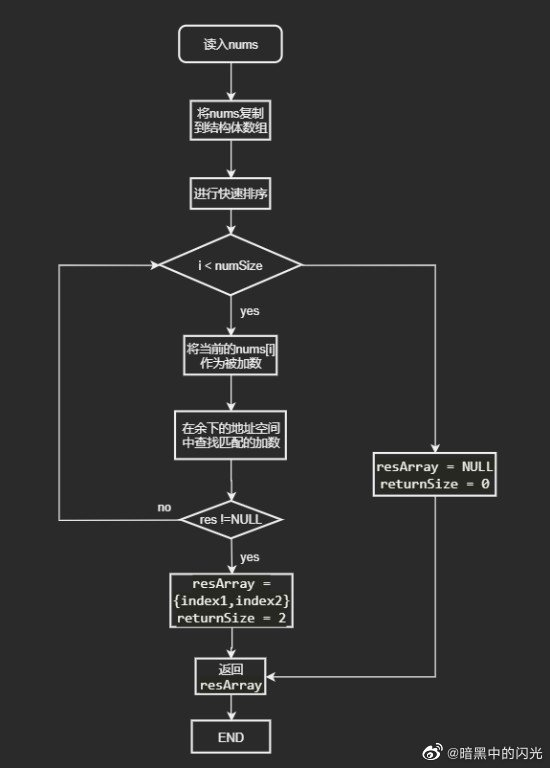 读入nums
将nums复制
到结构体数组
进行快速排序
i < numSize
yes
将当前的nums[i]
作为被加数
在余下的地址空间
中查找匹配的加数
resArray = NULL
returnSize = 0
no
res !=NULL
yes
resArray =
{index1,index2}
returnSize = 2
返回
resArray
END
@暗黑中的闪光